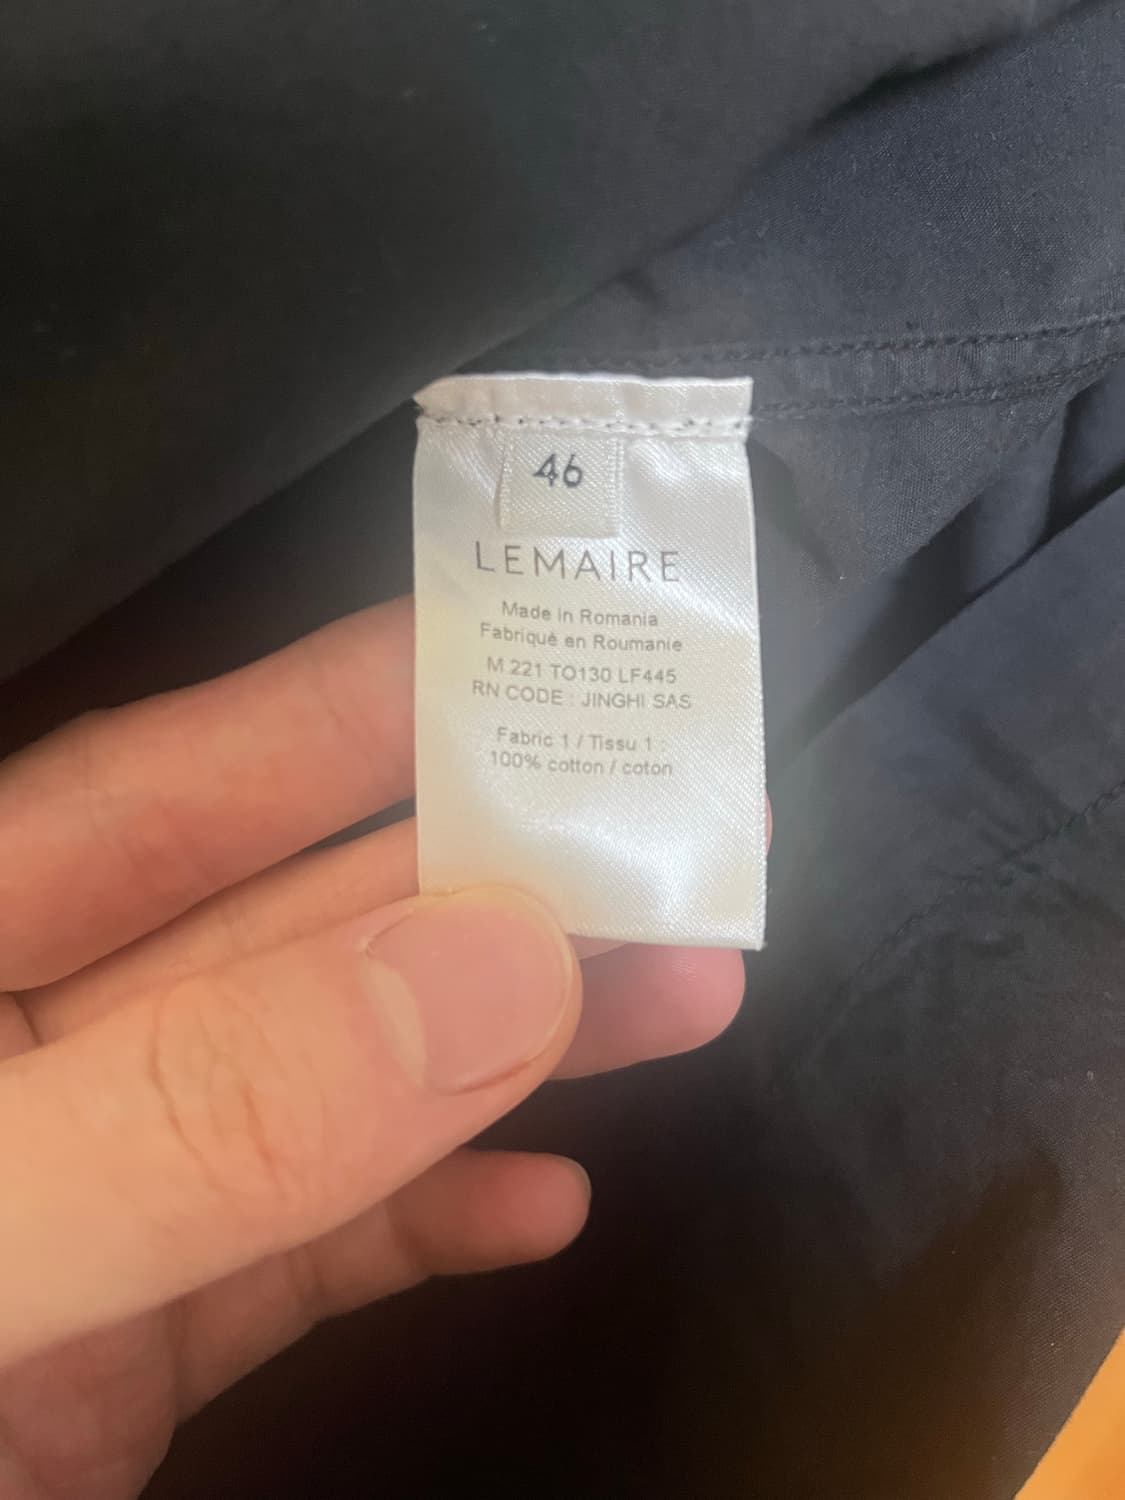 46
LEMAIRE
Made in Romania
Fabriqué en Roumanie
M 221 TO130 LF445
RN CODE : JINGHI SAS
Fabric 1 / Tissu 1 :
100% cotton / coton